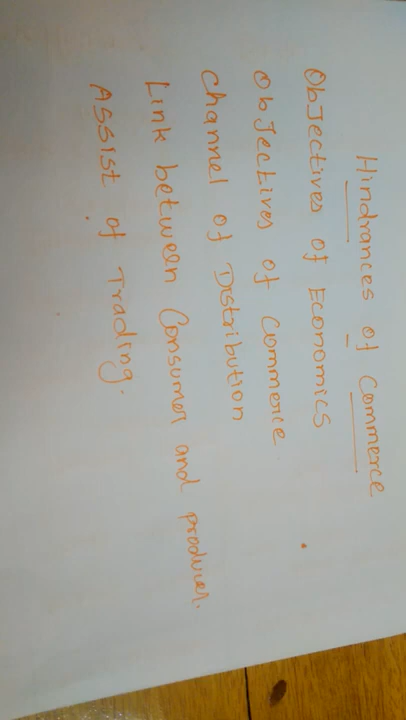 Hindrances of Commerce
Objectives of Economics
Objectives of Commerce
Channel of Distribution
Link between Consumer and producer.
Assist of Trading.